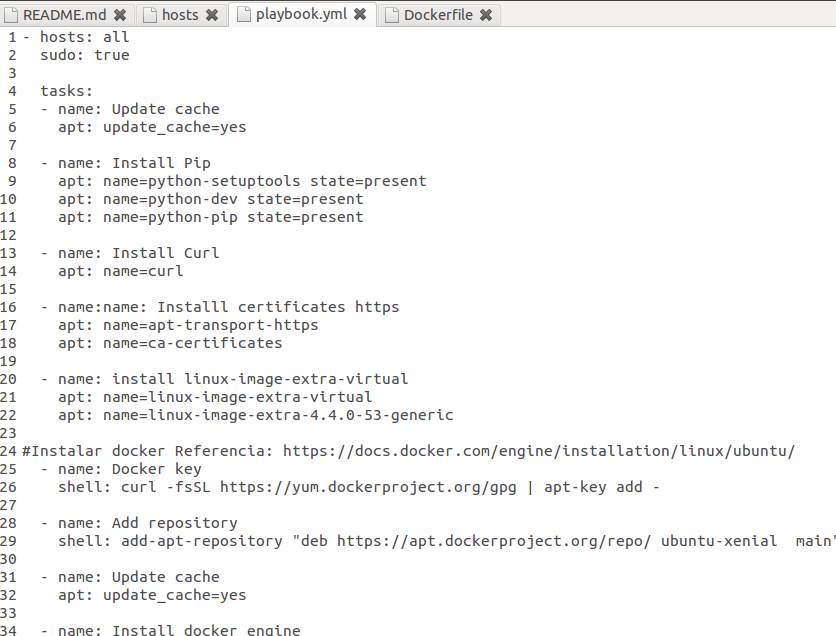 README.md hosts playbook.yml Dockerfile
1 - hosts: all
2   sudo: true
3
4   tasks:
5   - name: Update cache
6     apt: update_cache=yes
7
8   - name: Install Pip
9     apt: name=python-setuptools state=present
10     apt: name=python-dev state=present
11     apt: name=python-pip state=present
12
13   - name: Install Curl
14     apt: name=curl
15
16   - name:name: Installl certificates https
17     apt: name=apt-transport-https
18     apt: name=ca-certificates
19
20   - name: install linux-image-extra-virtual
21     apt: name=linux-image-extra-virtual
22     apt: name=linux-image-extra-4.4.0-53-generic
23
24 #Instalar docker Referencia: https://docs.docker.com/engine/installation/linux/ubuntu/
25   - name: Docker key
26     shell: curl -fsSL https://yum.dockerproject.org/gpg | apt-key add -
27
28   - name: Add repository
29     shell: add-apt-repository "deb https://apt.dockerproject.org/repo/ ubuntu-xenial  main"
30
31   - name: Update cache
32     apt: update_cache=yes
33
34   - name: Install docker engine